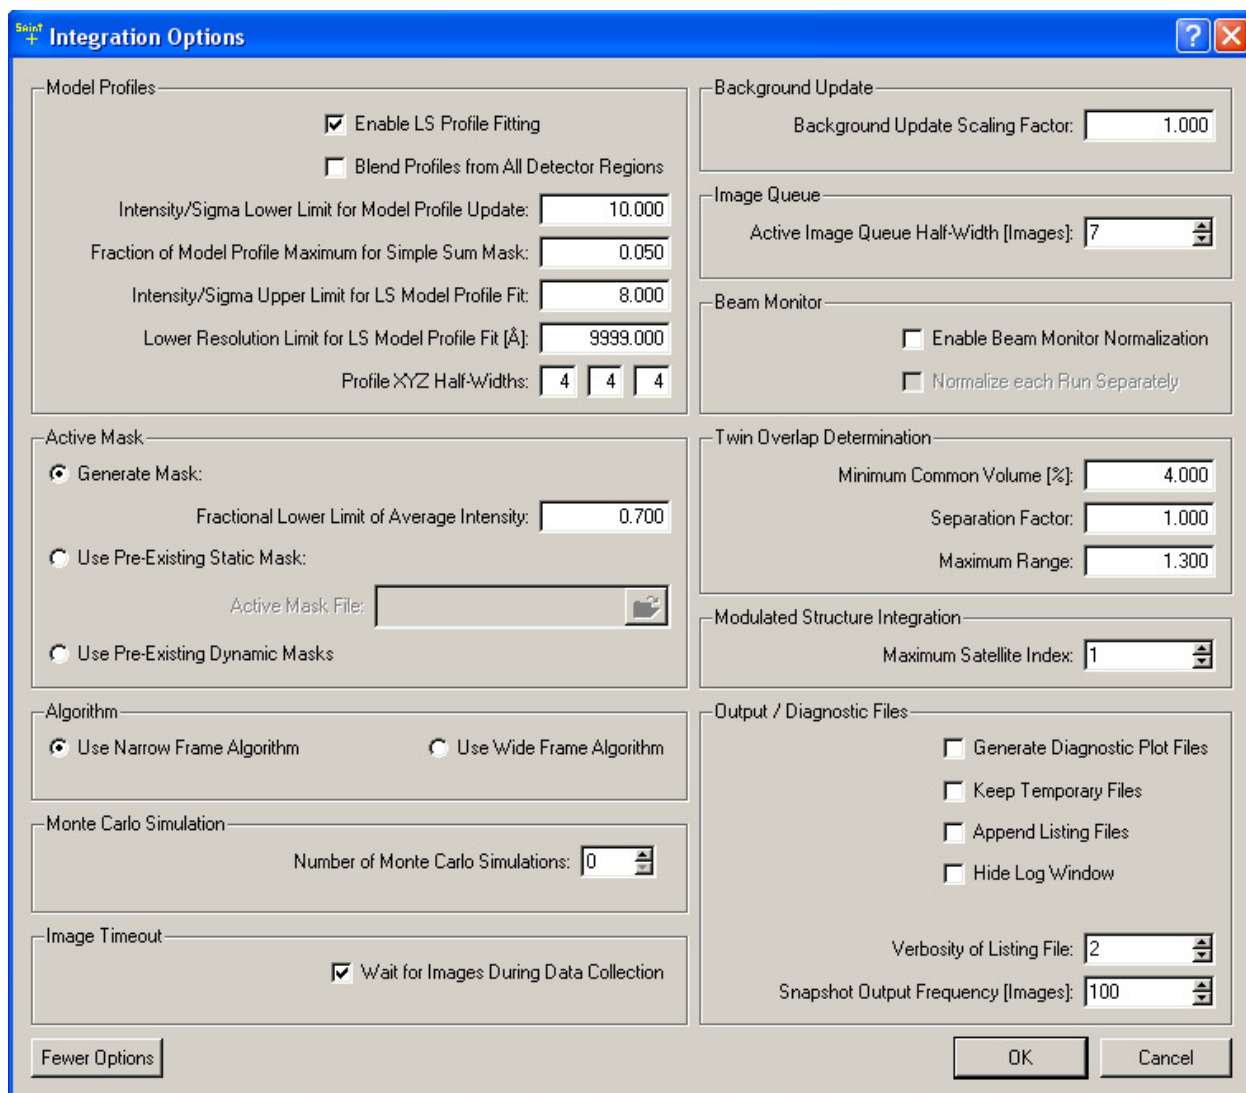 SAint
+ Integration Options
?
X
Model Profiles
Enable LS Profile Fitting
Blend Profiles from All Detector Regions
Intensity/Sigma Lower Limit for Model Profile Update: 10.000
Fraction of Model Profile Maximum for Simple Sum Mask: 0.050
Intensity/Sigma Upper Limit for LS Model Profile Fit: 8.000
Lower Resolution Limit for LS Model Profile Fit [Å]: 9999.000
Profile XYZ Half-Widths: 4 4 4
Active Mask
Generate Mask:
Fractional Lower Limit of Average Intensity: 0.700
Use Pre-Existing Static Mask:
Active Mask File:
Use Pre-Existing Dynamic Masks
Algorithm
Use Narrow Frame Algorithm
Use Wide Frame Algorithm
Monte Carlo Simulation
Number of Monte Carlo Simulations: 0
Image Timeout
Wait for Images During Data Collection
Background Update
Background Update Scaling Factor: 1.000
Image Queue
Active Image Queue Half-Width [Images]: 7
Beam Monitor
Enable Beam Monitor Normalization
Normalize each Run Separately
Twin Overlap Determination
Minimum Common Volume [%]: 4.000
Separation Factor: 1.000
Maximum Range: 1.300
Modulated Structure Integration
Maximum Satellite Index: 1
Output / Diagnostic Files
Generate Diagnostic Plot Files
Keep Temporary Files
Append Listing Files
Hide Log Window
Verbosity of Listing File: 2
Snapshot Output Frequency [Images]: 100
Fewer Options
OK
Cancel